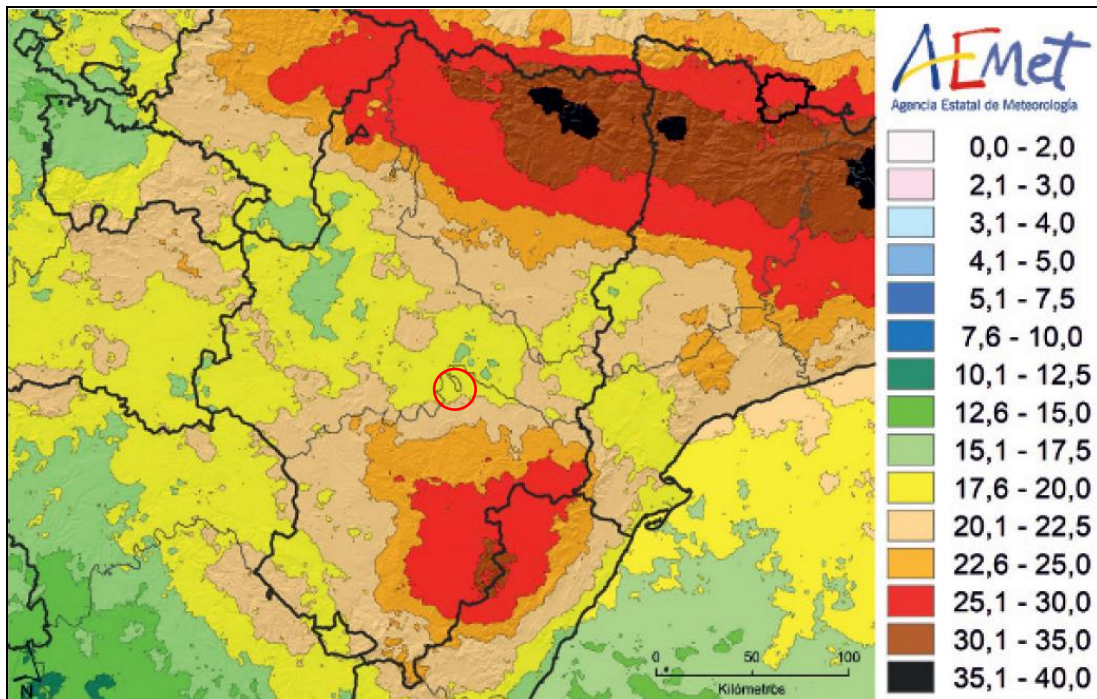 AEMet
Agencia Estatal de Meteorología
0,0 - 2,0
2,1 - 3,0
3,1 - 4,0
4,1 - 5,0
5,1 - 7,5
7,6 - 10,0
10,1 - 12,5
12,6 - 15,0
15,1 - 17,5
17,6 - 20,0
20,1 - 22,5
22,6 - 25,0
25,1 - 30,0
30,1 - 35,0
35,1 - 40,0
0 50 100
Kilómetros
N